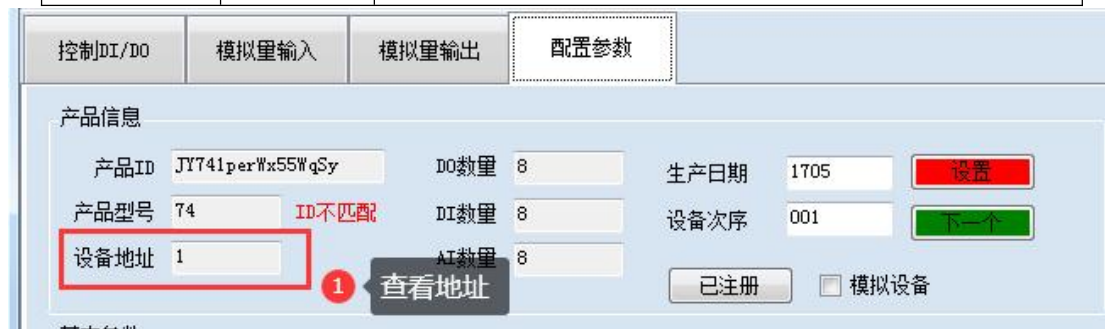 控制DI/DO 模拟量输入 模拟量输出 配置参数
产品信息
产品ID JY741perWx55WqSy DO数量 8 生产日期 1705 设置
产品型号 74 ID不匹配 DI数量 8 设备次序 001 下一个
设备地址 1 AI数量 8
1 查看地址
已注册 模拟设备